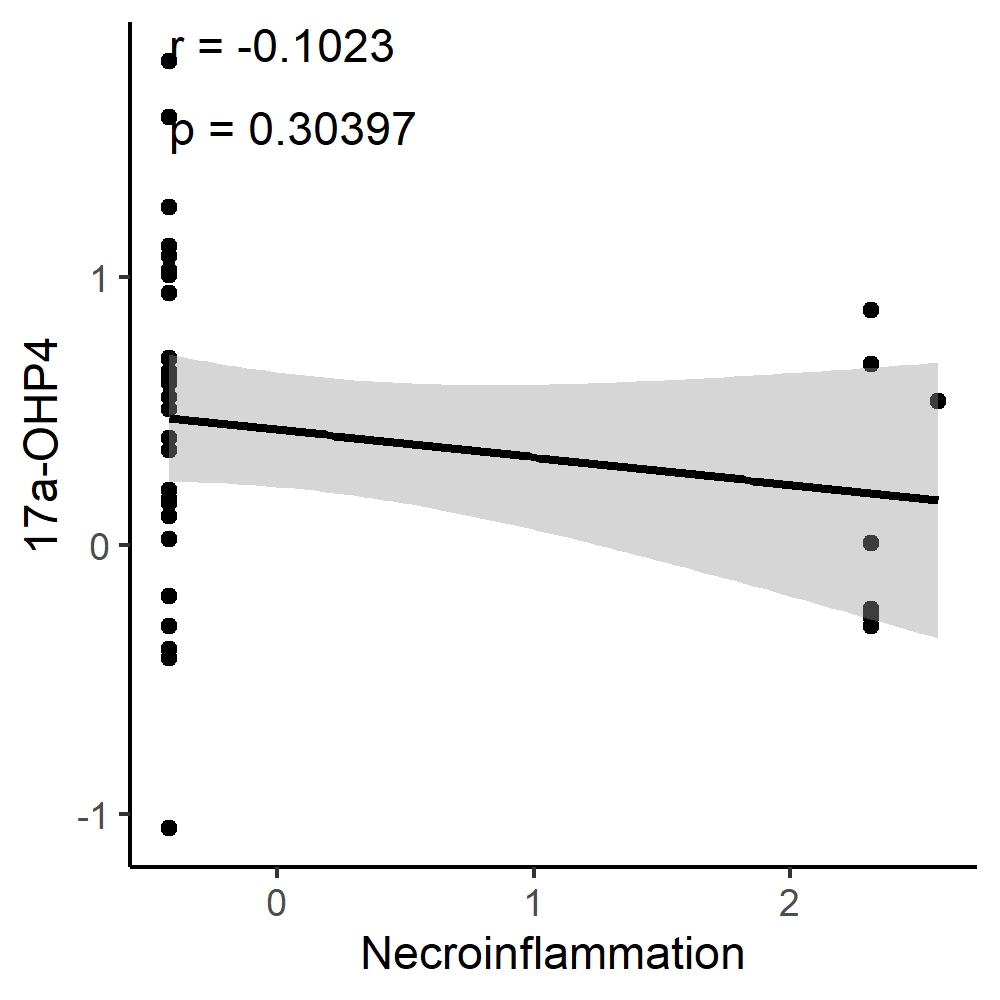 r = -0.1023
p = 0.30397
17a-OHP4
1
0
-1
0
1
2
Necroinflammation